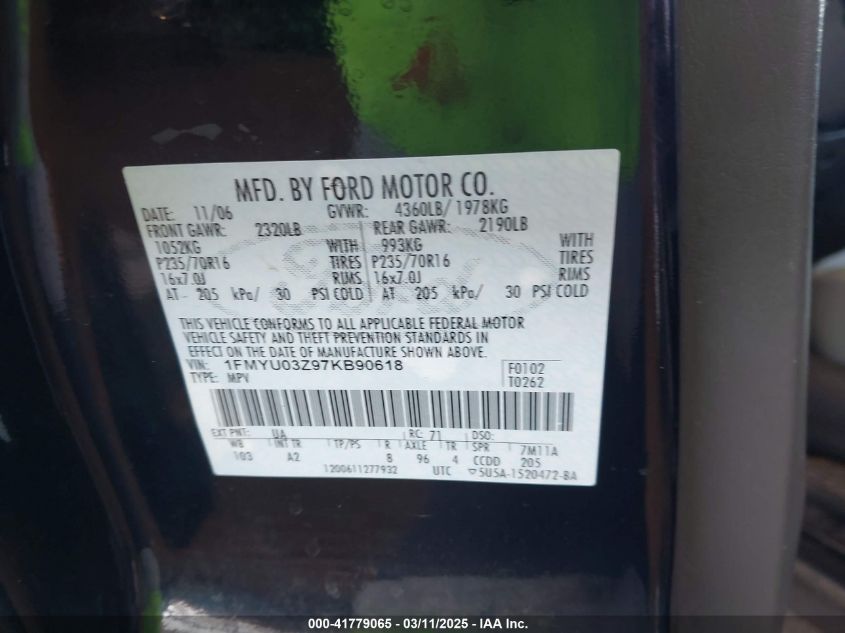 MFD. BY FORD MOTOR CO.
DATE: 11/06 GVWR: 4360LB/ 1978KG
FRONT GAWR: 2320LB REAR GAWR: 2190LB
1052KG WITH 993KG WITH
P235/70R16 TIRES P235/70R16 TIRES
16x7.0J RIMS 16x7.0J RIMS
AT 205 kPa/ 30 PSI COLD AT 205 kPa/ 30 PSI COLD
THIS VEHICLE CONFORMS TO ALL APPLICABLE FEDERAL MOTOR
VEHICLE SAFETY AND THEFT PREVENTION STANDARDS IN
EFFECT ON THE DATE OF MANUFACTURE SHOWN ABOVE.
VIN: 1FMYU03Z97KB90618 F0102
TYPE: MPV T0262
EXT PNT: UA RC: 71 DSO:
WB INT TR TP/PS R AXLE TR SPR 7M11A
103 A2 8 96 4 CCDD 205
1200611277932 UTC ▽5U5A-1520472-BA
000-41779065 - 03/11/2025 - IAA Inc.